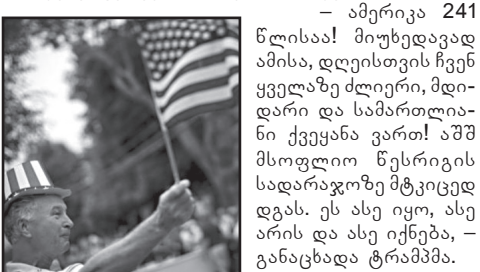 – ამერიკა 241
წლისაა! მიუხედავად
ამისა, დღეისთვის ჩვენ
ყველაზე ძლიერი, მდი-
დარი და სამართლია-
ნი ქვეყანა ვართ! აშშ
მსოფლიო წესრიგის
სადარაჯოზე მტკიცედ
დგას. ეს ასე იყო, ასე
არის და ასე იქნება, –
განაცხადა ტრამპმა.